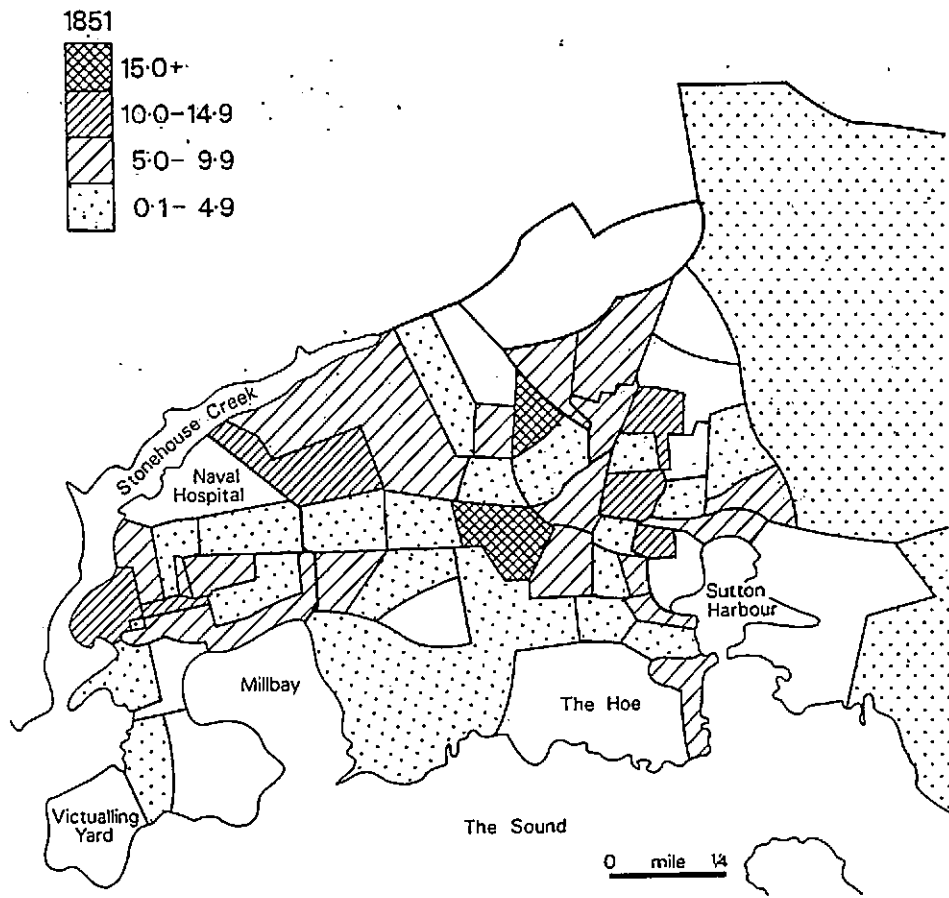 1851
15·0+
10·0–14·9
5·0– 9·9
0·1– 4·9
Stonehouse Creek
Naval
Hospital
Sutton
Harbour
Millbay
The Hoe
Victualling
Yard
The Sound
0 mile 1/4